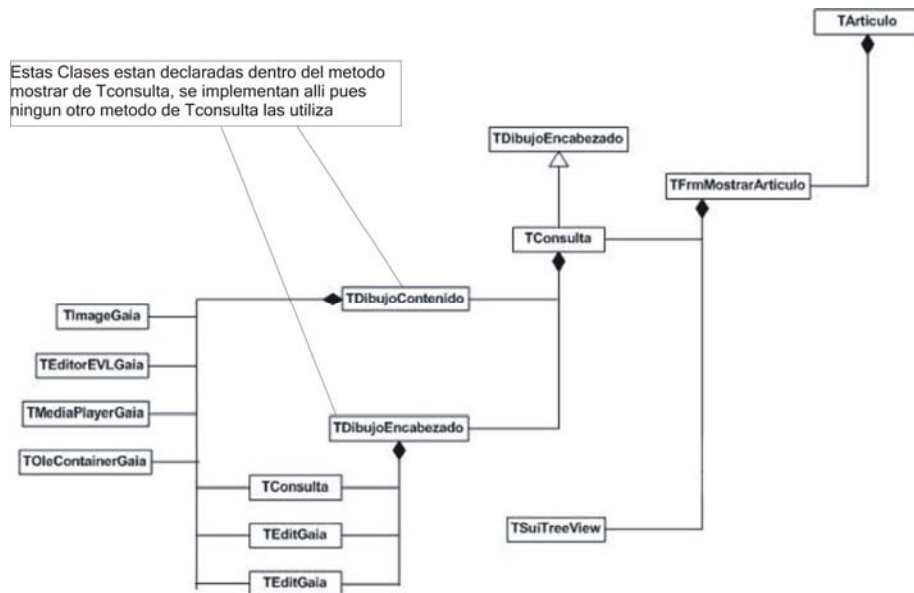 TArticulo
Estas Clases estan declaradas dentro del metodo
mostrar de Tconsulta, se implementan alli pues
ningun otro metodo de Tconsulta las utiliza
TDibujoEncabezado
TFrmMostrarArticulo
TConsulta
TDibujoContenido
TImageGaia
TEditorEVLGaia
TMediaPlayerGaia
TDibujoEncabezado
TOleContainerGaia
TConsulta
TEditGaia
TSuiTreeView
TEditGaia